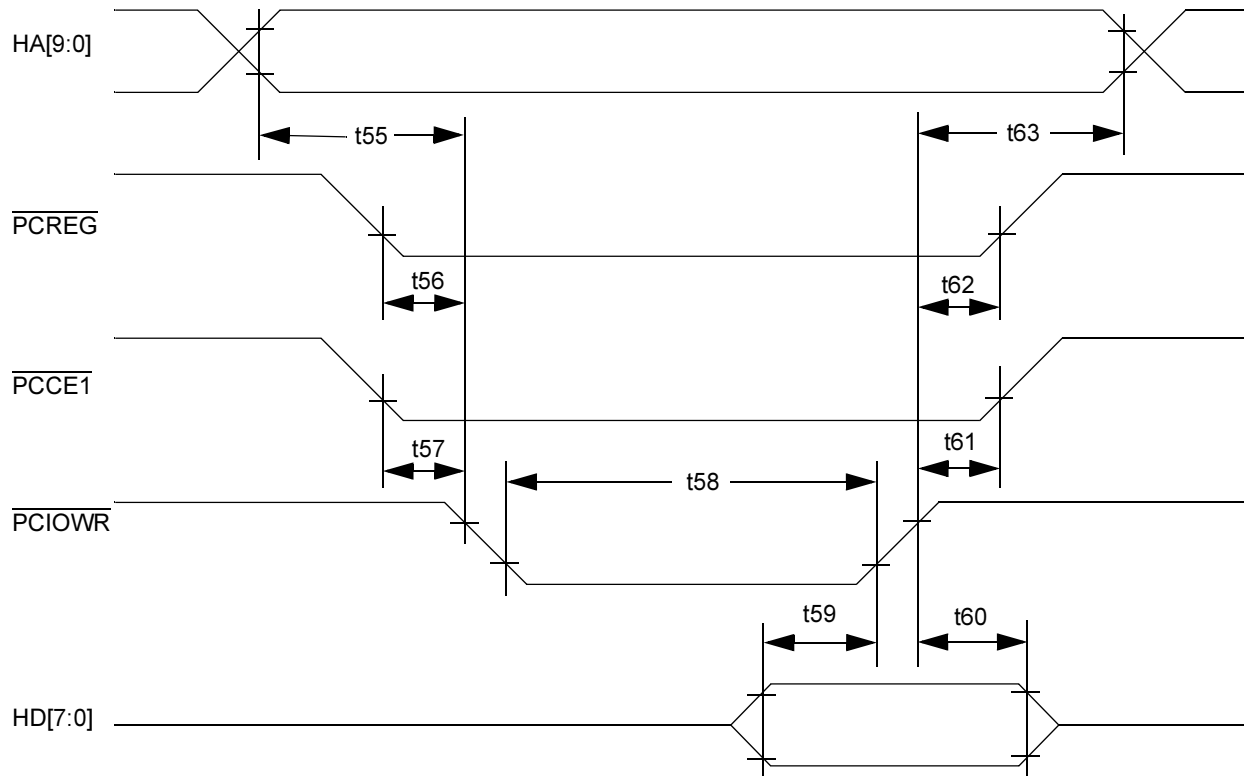 HA[9:0]
t55
t63
PCREG
t56
t62
PCCE1
t57
t61
t58
PCIOWR
t59
t60
HD[7:0]